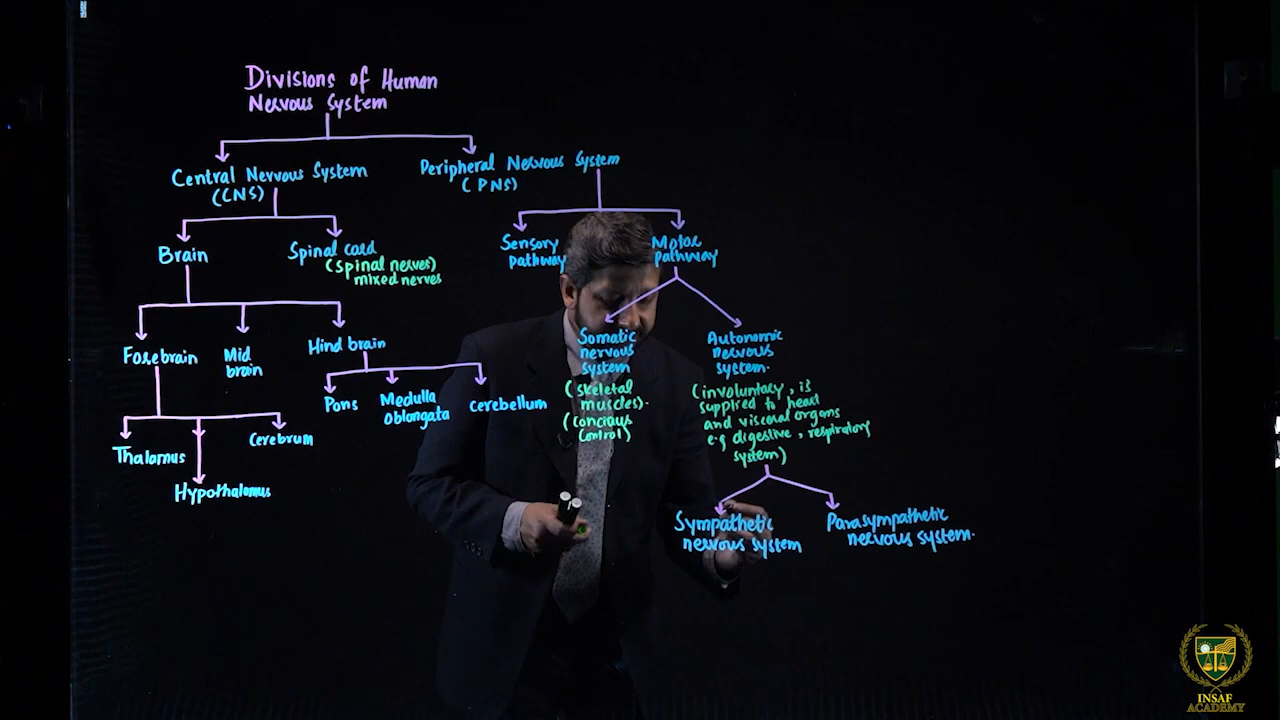 Divisions of Human
Nervous System
Central Nervous System
(CNS)
Peripheral Nervous System
(PNS)
Brain
Spinal cord
(Spinal nerves)
mixed nerves
Sensory
pathway
Motor
pathway
Forebrain
Mid
brain
Hind brain
Pons
Medulla
oblongata
cerebellum
Thalamus
Hypothalamus
Cerebrum
Somatic
nervous
system
(skeletal
muscles).
(concious
control)
Autonomic
nervous
system.
(involuntary, is
supplied to heart
and visceral organs
e.g digestive, respiratory
system)
Sympathetic
nervous system
Parasympathetic
nervous system.
INSAF
ACADEMY